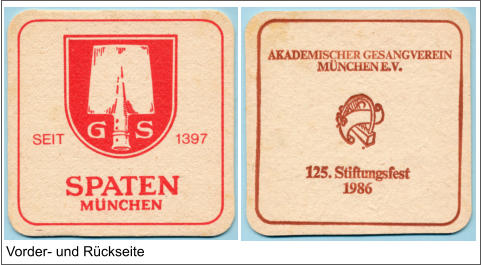 G S
SEIT 1397
SPATEN
MÜNCHEN
AKADEMISCHER GESANGVEREIN
MÜNCHEN E.V.
125. Stiftungsfest
1986
Vorder- und Rückseite